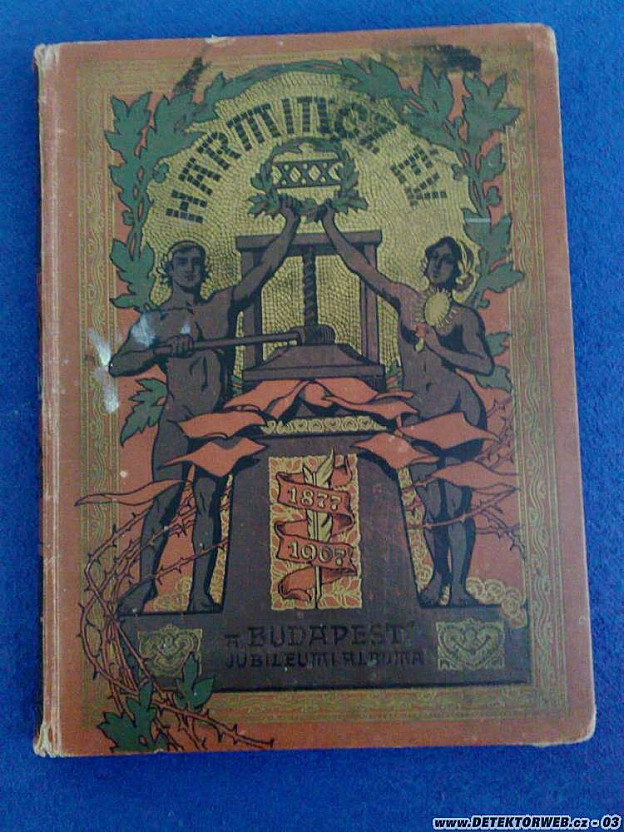 HARMINCZ ÉV
XXX
1877
1907
A "BUDAPEST"
JUBILEUMI ALBUMA
www.DETEKTORWEB.cz - 03